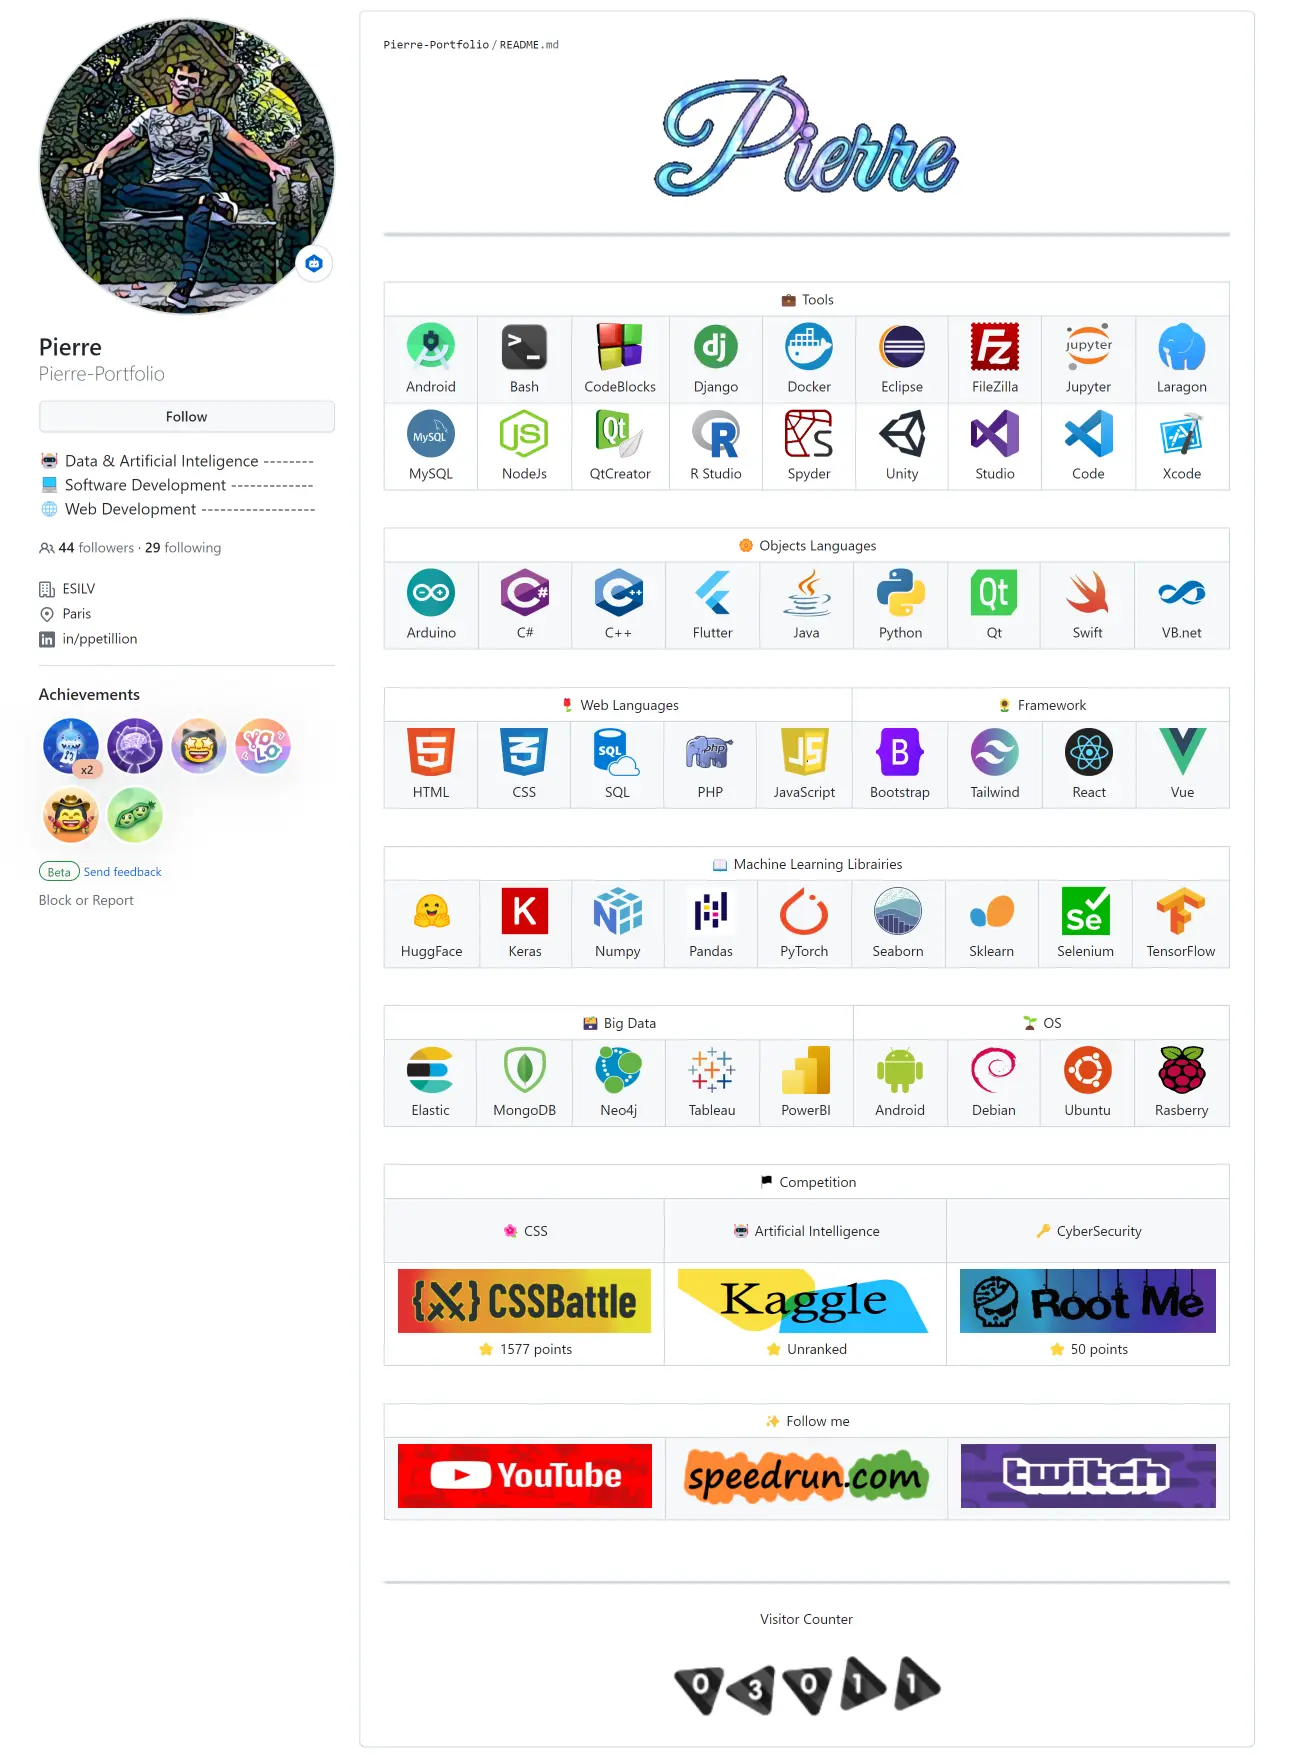 Pierre
Pierre-Portfolio
Follow
Data & Artificial Inteligence --------
Software Development -------------
Web Development ------------------
44 followers · 29 following
ESILV
Paris
in/ppetillion
Achievements
x2
YOLO
Beta Send feedback
Block or Report
Pierre-Portfolio / README.md
Pierre
Tools
Android Bash CodeBlocks Django Docker Eclipse FileZilla Jupyter Laragon
MySQL NodeJs QtCreator R Studio Spyder Unity Studio Code Xcode
Objects Languages
Arduino C# C++ Flutter Java Python Qt Swift VB.net
Web Languages Framework
HTML CSS SQL PHP JavaScript Bootstrap Tailwind React Vue
Machine Learning Librairies
HuggFace Keras Numpy Pandas PyTorch Seaborn Sklearn Selenium TensorFlow
Big Data OS
Elastic MongoDB Neo4j Tableau PowerBI Android Debian Ubuntu Rasberry
Competition
CSS Artificial Intelligence CyberSecurity
{X} CSSBattle Kaggle Root Me
1577 points Unranked 50 points
Follow me
YouTube speedrun.com twitch
Visitor Counter
0 3 0 1 1